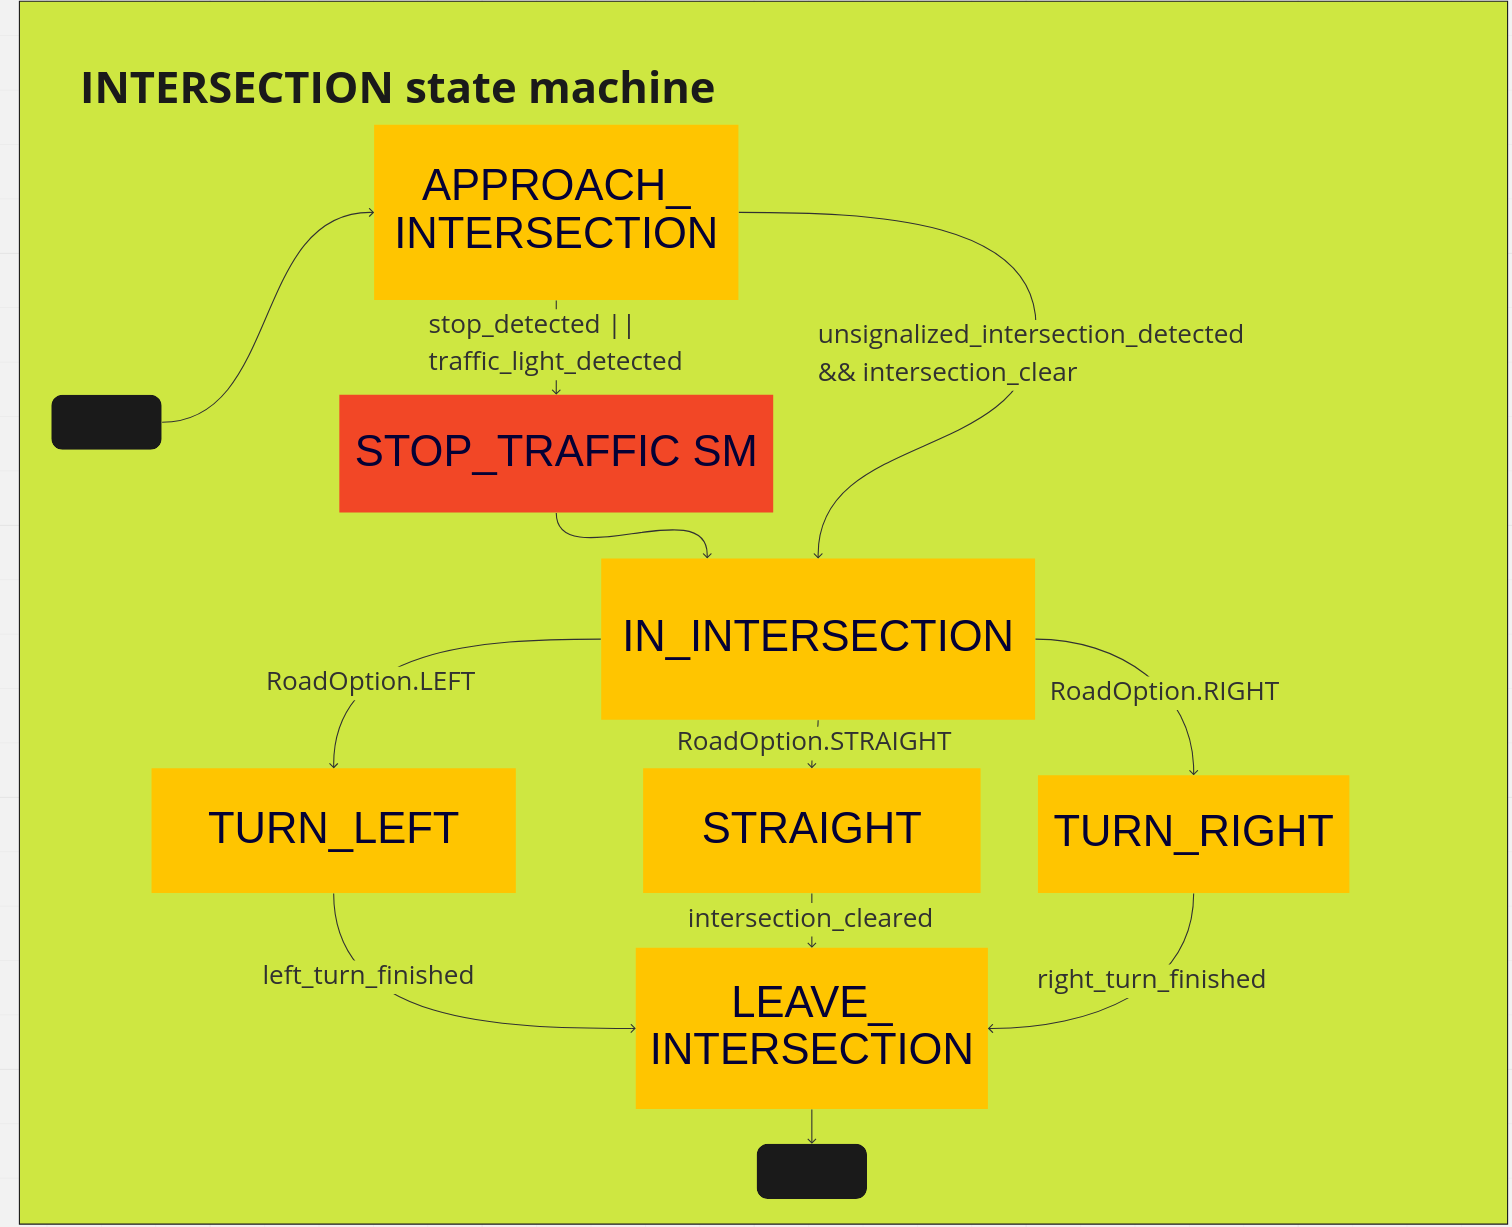 INTERSECTION state machine
APPROACH_
INTERSECTION
stop_detected ||
traffic_light_detected
unsignalized_intersection_detected
&& intersection_clear
STOP_TRAFFIC SM
IN_INTERSECTION
RoadOption.LEFT
RoadOption.RIGHT
RoadOption.STRAIGHT
TURN_LEFT
STRAIGHT
TURN_RIGHT
intersection_cleared
left_turn_finished
right_turn_finished
LEAVE_
INTERSECTION